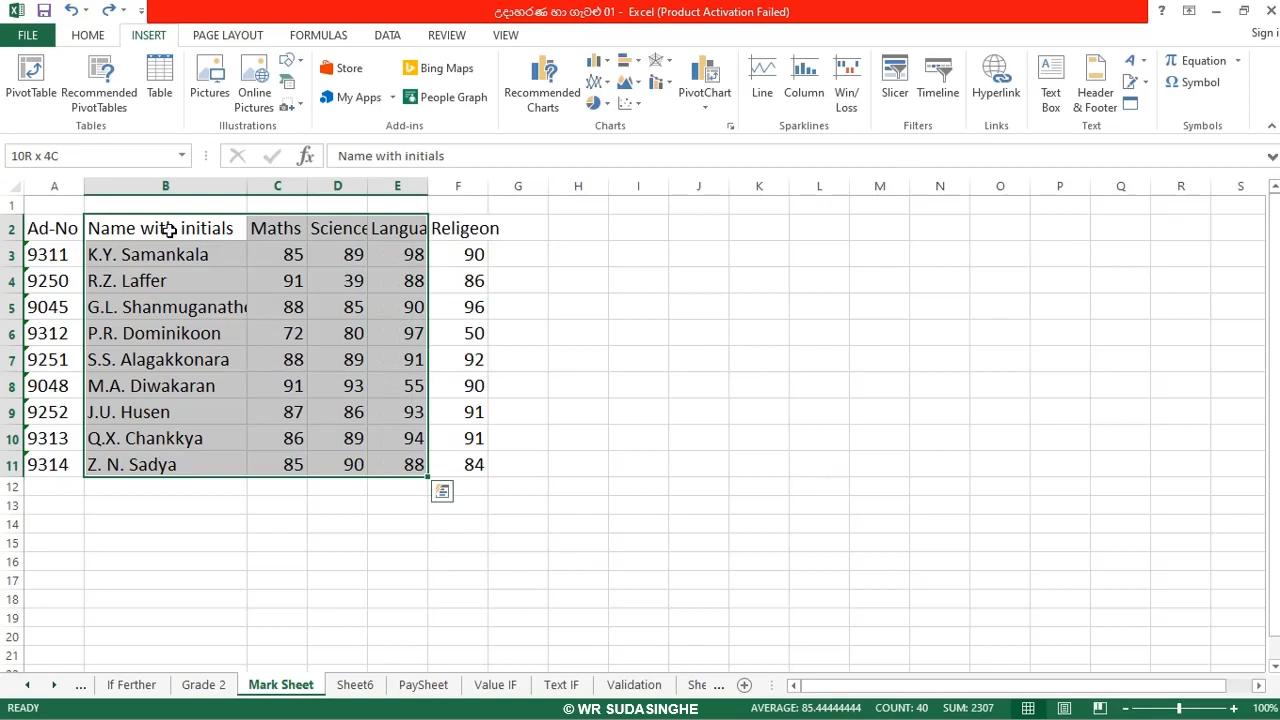 උදාහරණ හා ගැටළු 01 - Excel (Product Activation Failed)
FILE HOME INSERT PAGE LAYOUT FORMULAS DATA REVIEW VIEW Sign i
PivotTable Recommended PivotTables Table
Tables
Pictures Online Pictures
Illustrations
Store Bing Maps
My Apps People Graph
Add-ins
Recommended Charts PivotChart
Charts
Line Column Win/ Loss
Sparklines
Slicer Timeline
Filters
Hyperlink
Links
Text Box Header & Footer
Text
Equation
Symbol
Symbols
10R x 4C fx Name with initials
A B C D E F G H I J K L M N O P Q R S
1
2 Ad-No Name with initials Maths Science Langua Religeon
3 9311 K.Y. Samankala 85 89 98 90
4 9250 R.Z. Laffer 91 39 88 86
5 9045 G.L. Shanmuganathe 88 85 90 96
6 9312 P.R. Dominikoon 72 80 97 50
7 9251 S.S. Alagakkonara 88 89 91 92
8 9048 M.A. Diwakaran 91 93 55 90
9 9252 J.U. Husen 87 86 93 91
10 9313 Q.X. Chankkya 86 89 94 91
11 9314 Z. N. Sadya 85 90 88 84
12
13
14
15
16
17
18
19
20
21
... If Ferther Grade 2 Mark Sheet Sheet6 PaySheet Value IF Text IF Validation She ...
READY © WR SUDASINGHE AVERAGE: 85.44444444 COUNT: 40 SUM: 2307 100%